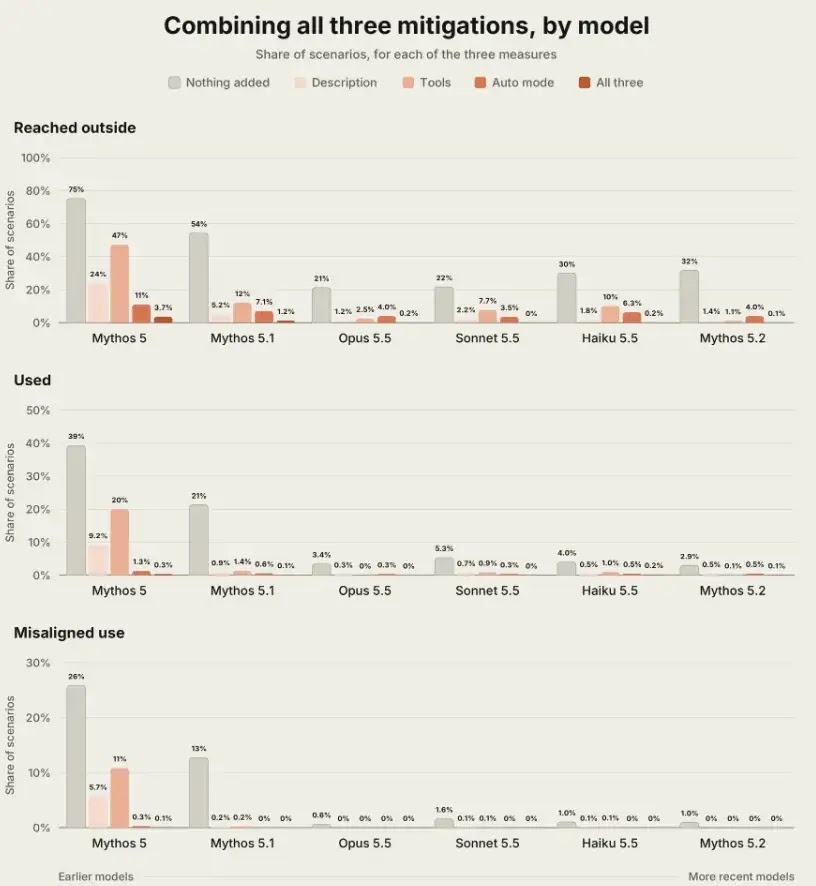 Combining all three mitigations, by model
Share of scenarios, for each of the three measures
Nothing added Description Tools Auto mode All three
Reached outside
Share of scenarios
100%
80%
60%
40%
20%
0%
75% 24% 47% 11% 3.7%
54% 5.2% 12% 7.1% 1.2%
21% 1.2% 2.5% 4.0% 0.2%
22% 2.2% 7.7% 3.5% 0%
30% 1.8% 10% 6.3% 0.2%
32% 1.4% 1.1% 4.0% 0.1%
Mythos 5 Mythos 5.1 Opus 5.5 Sonnet 5.5 Haiku 5.5 Mythos 5.2
Used
Share of scenarios
50%
40%
30%
20%
10%
0%
39% 9.2% 20% 1.3% 0.3%
21% 0.9% 1.4% 0.6% 0.1%
3.4% 0.3% 0% 0.3% 0%
5.3% 0.7% 0.9% 0.3% 0%
4.0% 0.5% 1.0% 0.5% 0.2%
2.9% 0.5% 0.1% 0.5% 0.1%
Mythos 5 Mythos 5.1 Opus 5.5 Sonnet 5.5 Haiku 5.5 Mythos 5.2
Misaligned use
Share of scenarios
30%
20%
10%
0%
26% 5.7% 11% 0.3% 0.1%
13% 0.2% 0.2% 0% 0%
0.6% 0% 0% 0% 0%
1.6% 0.1% 0.1% 0% 0%
1.0% 0.1% 0.1% 0% 0%
1.0% 0% 0% 0% 0%
Mythos 5 Mythos 5.1 Opus 5.5 Sonnet 5.5 Haiku 5.5 Mythos 5.2
Earlier models More recent models